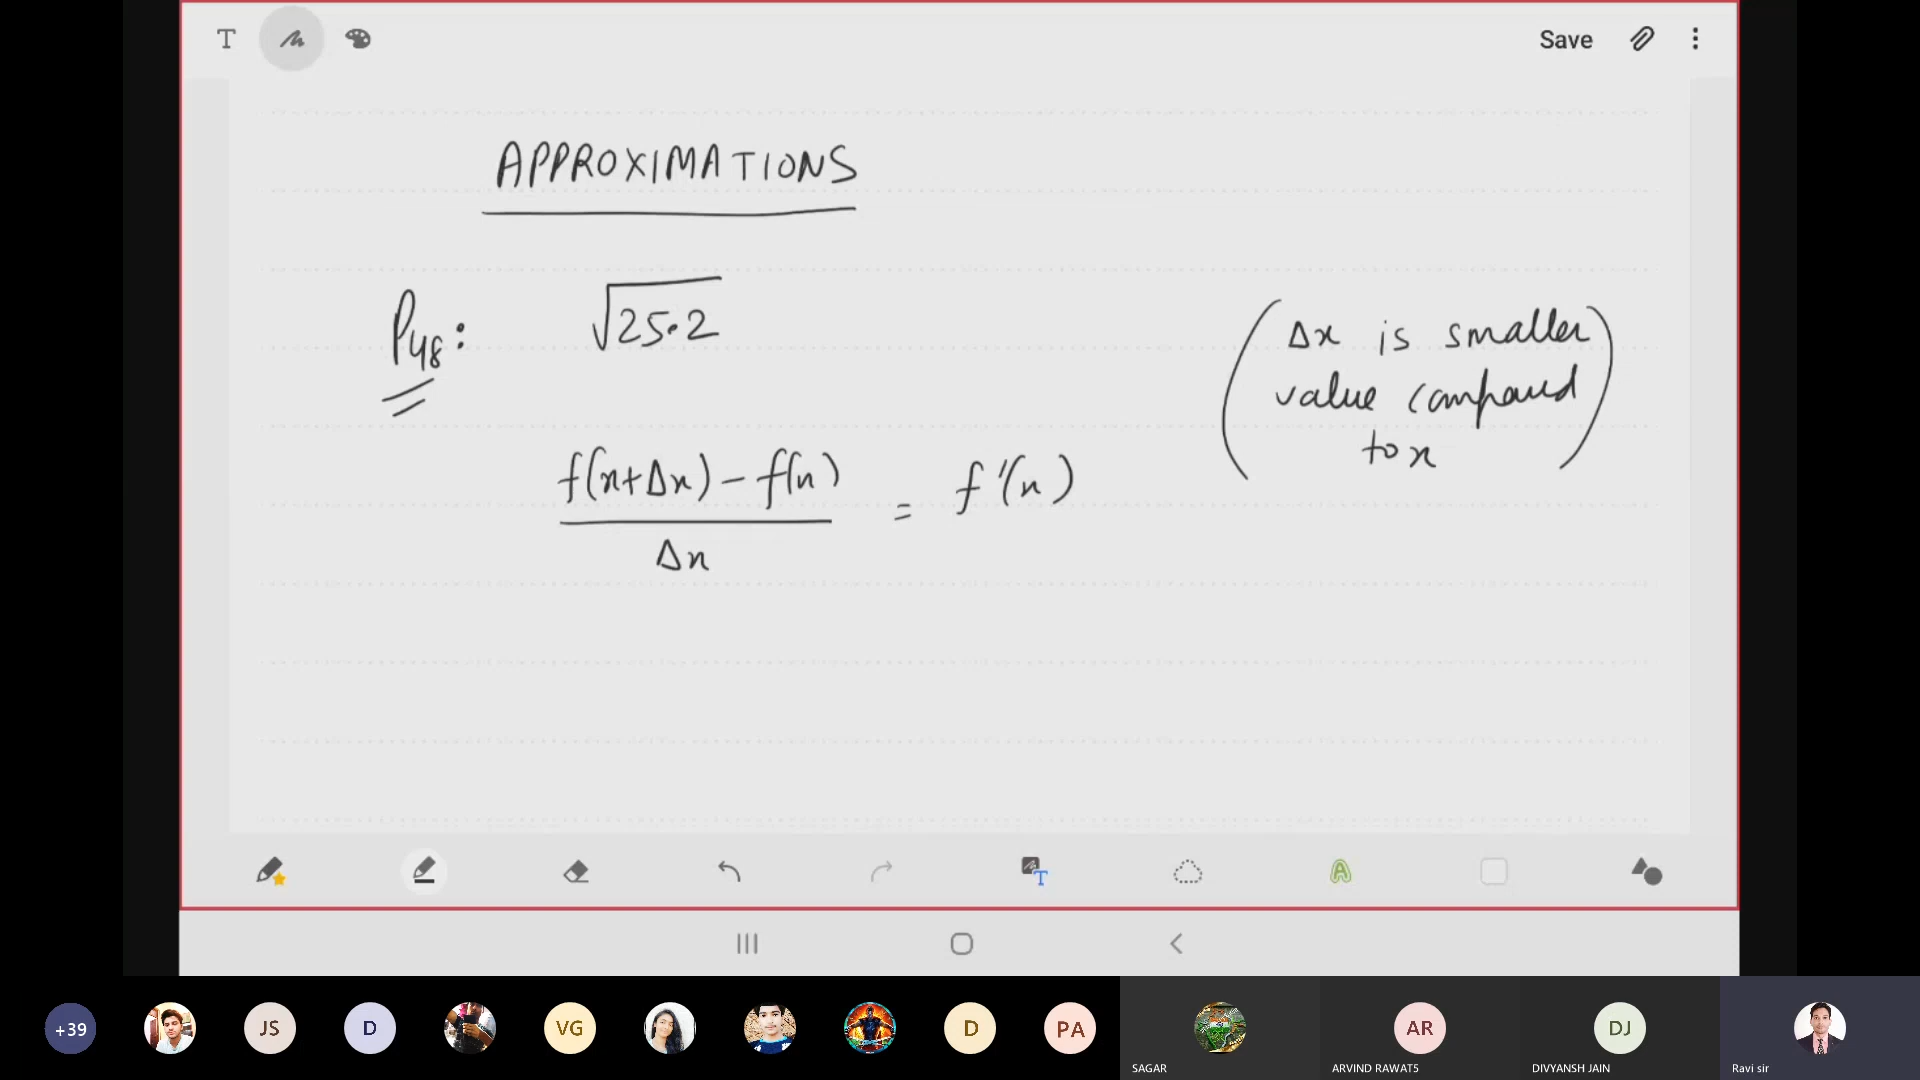 T
Save
APPROXIMATIONS
P48: √25.2
(Δx is smaller
value compared
to x)
f(x+Δx) - f(x)
/ Δx = f'(x)
T
A
+39
JS
D
VG
D
PA
AR
DJ
SAGAR
ARVIND RAWAT5
DIVYANSH JAIN
Ravi sir